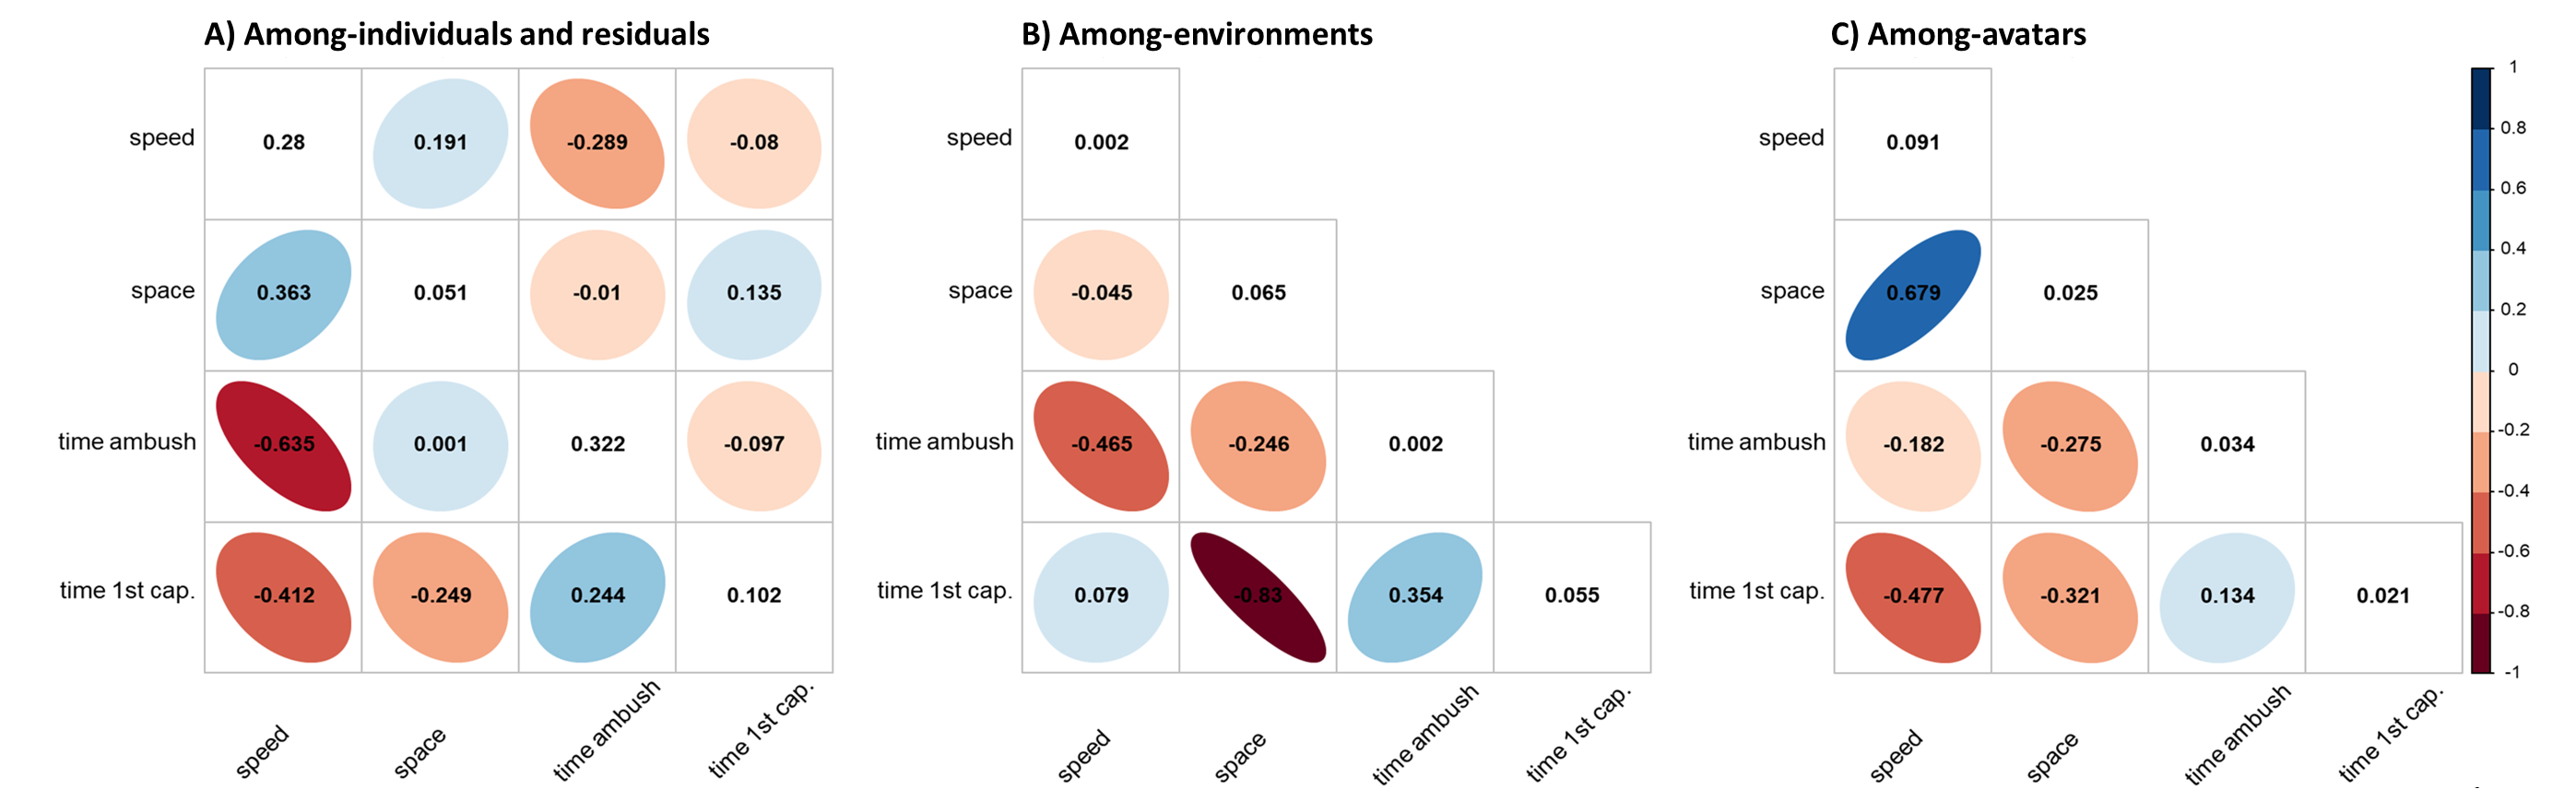 A) Among-individuals and residuals
speed 0.28 0.191 -0.289 -0.08
space 0.363 0.051 -0.01 0.135
time ambush -0.635 0.001 0.322 -0.097
time 1st cap. -0.412 -0.249 0.244 0.102
speed space time ambush time 1st cap.
B) Among-environments
speed 0.002
space -0.045 0.065
time ambush -0.465 -0.246 0.002
time 1st cap. 0.079 -0.83 0.354 0.055
speed space time ambush time 1st cap.
C) Among-avatars
speed 0.091
space 0.679 0.025
time ambush -0.182 -0.275 0.034
time 1st cap. -0.477 -0.321 0.134 0.021
speed space time ambush time 1st cap.
1
0.8
0.6
0.4
0.2
0
-0.2
-0.4
-0.6
-0.8
-1